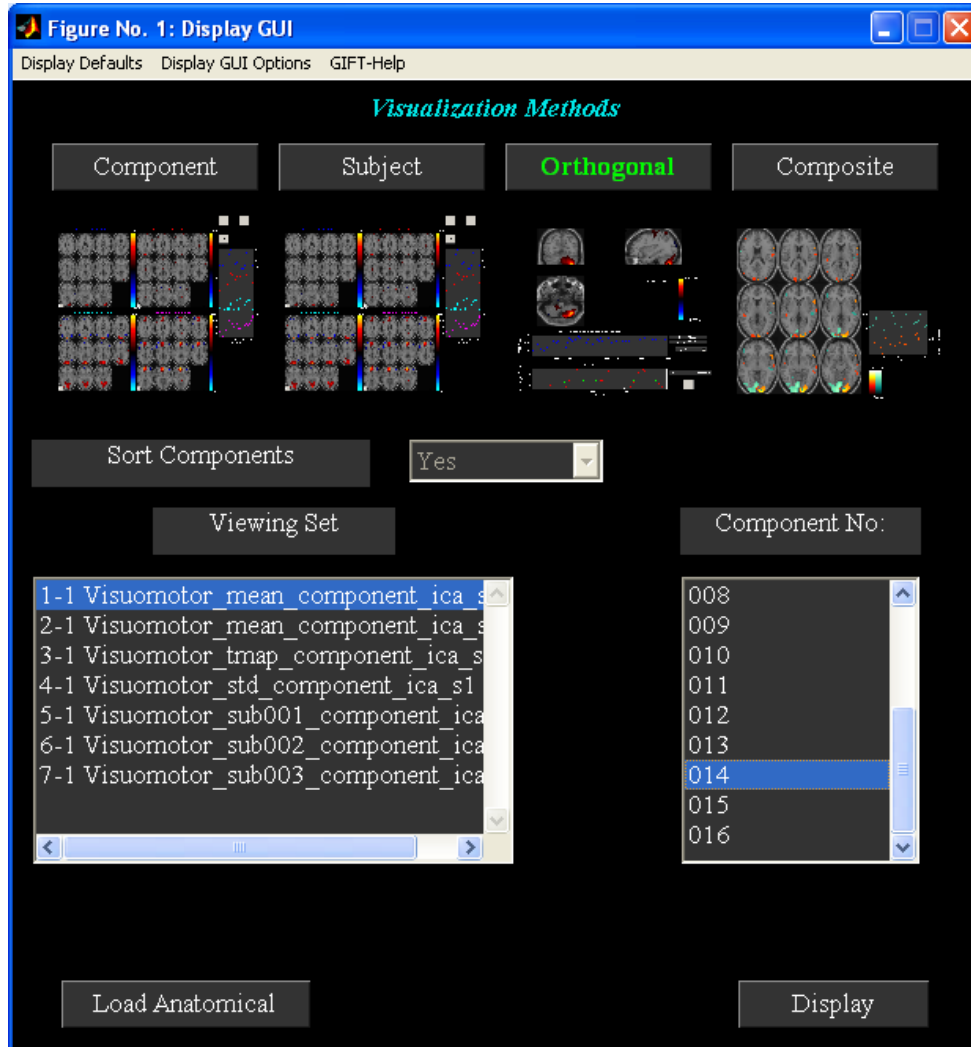 Figure No. 1: Display GUI
Display Defaults Display GUI Options GIFT-Help
Visualization Methods
Component Subject Orthogonal Composite
Sort Components Yes
Viewing Set Component No:
1-1 Visuomotor_mean_component_ica_s
2-1 Visuomotor_mean_component_ica_s
3-1 Visuomotor_tmap_component_ica_s
4-1 Visuomotor_std_component_ica_s1
5-1 Visuomotor_sub001_component_ica
6-1 Visuomotor_sub002_component_ica
7-1 Visuomotor_sub003_component_ica
008
009
010
011
012
013
014
015
016
Load Anatomical Display